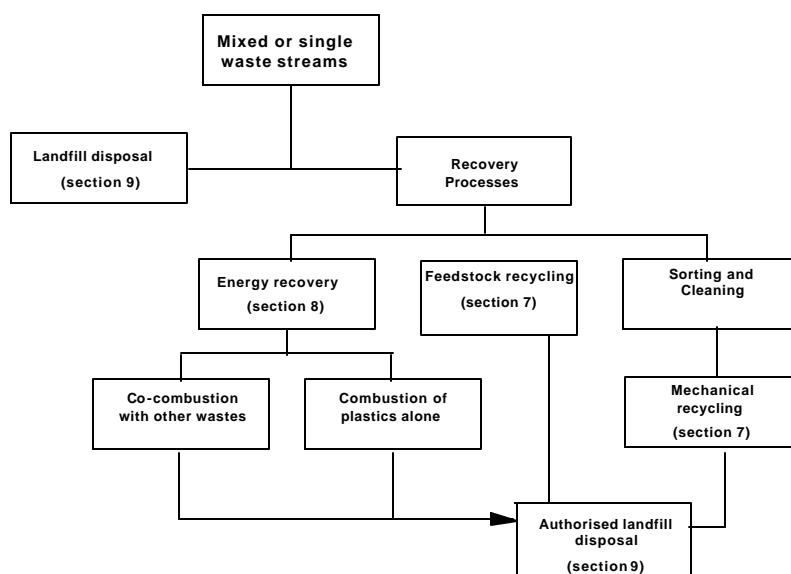 Mixed or single
waste streams
Landfill disposal
(section 9)
Recovery
Processes
Energy recovery
(section 8)
Feedstock recycling
(section 7)
Sorting and
Cleaning
Co-combustion
with other wastes
Combustion of
plastics alone
Mechanical
recycling
(section 7)
Authorised landfill
disposal
(section 9)